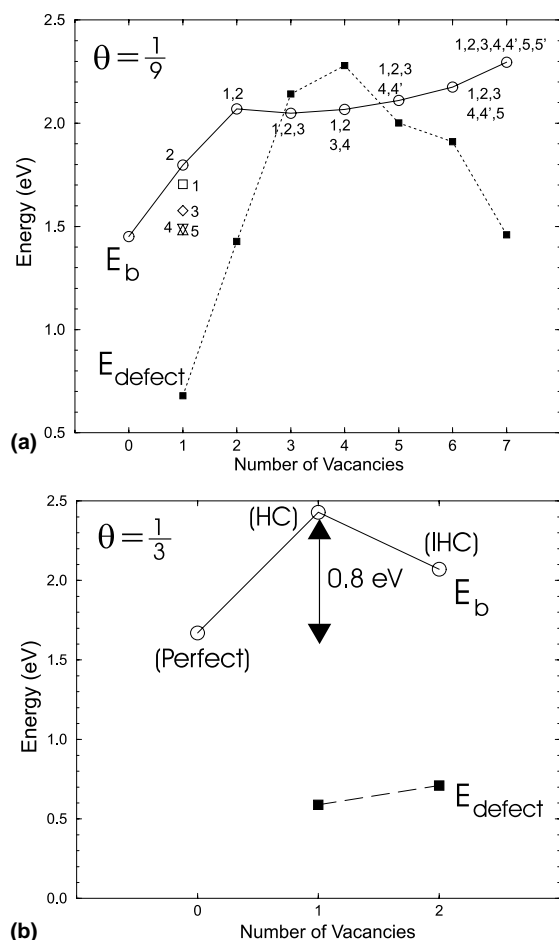 θ = 1/9
3.0
2.5
2.0
1.5
1.0
0.5
Energy (eV)
1,2,3,4,4',5,5'
1,2
1,2,3
4,4'
2
1
3
4
5
1,2,3
1,2
3,4
1,2,3
4,4',5
E_b
E_defect
0 1 2 3 4 5 6 7
Number of Vacancies
(a)
θ = 1/3
2.5
2.0
1.5
1.0
0.5
0.0
Energy (eV)
(HC)
(IHC)
0.8 eV
E_b
(Perfect)
E_defect
0 1 2
Number of Vacancies
(b)